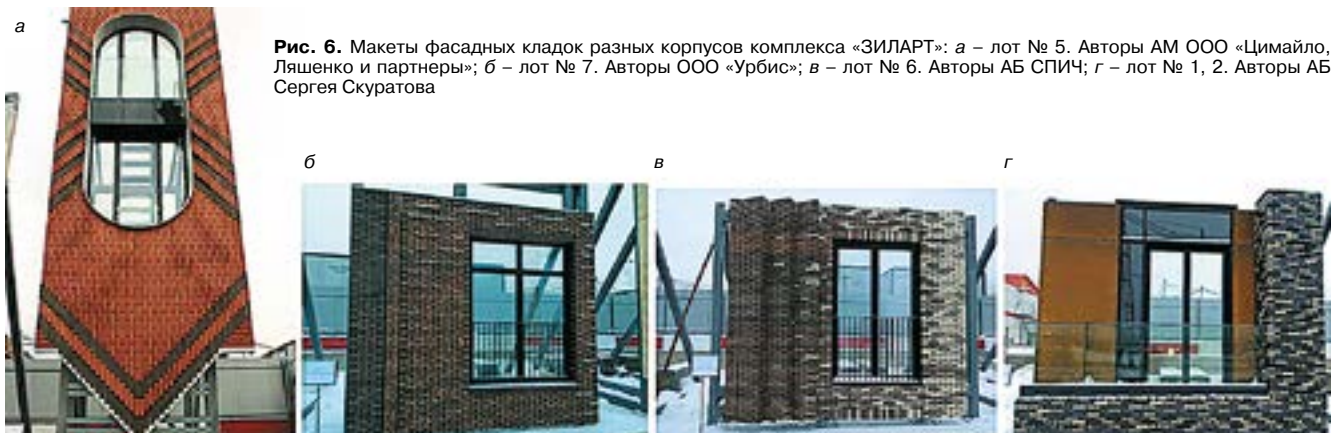 а
Рис. 6. Макеты фасадных кладок разных корпусов комплекса «ЗИЛАРТ»: а – лот № 5. Авторы АМ ООО «Цимайло,
Ляшенко и партнеры»; б – лот № 7. Авторы ООО «Урбис»; в – лот № 6. Авторы АБ СПИЧ; г – лот № 1, 2. Авторы АБ
Сергея Скуратова
б
в
г